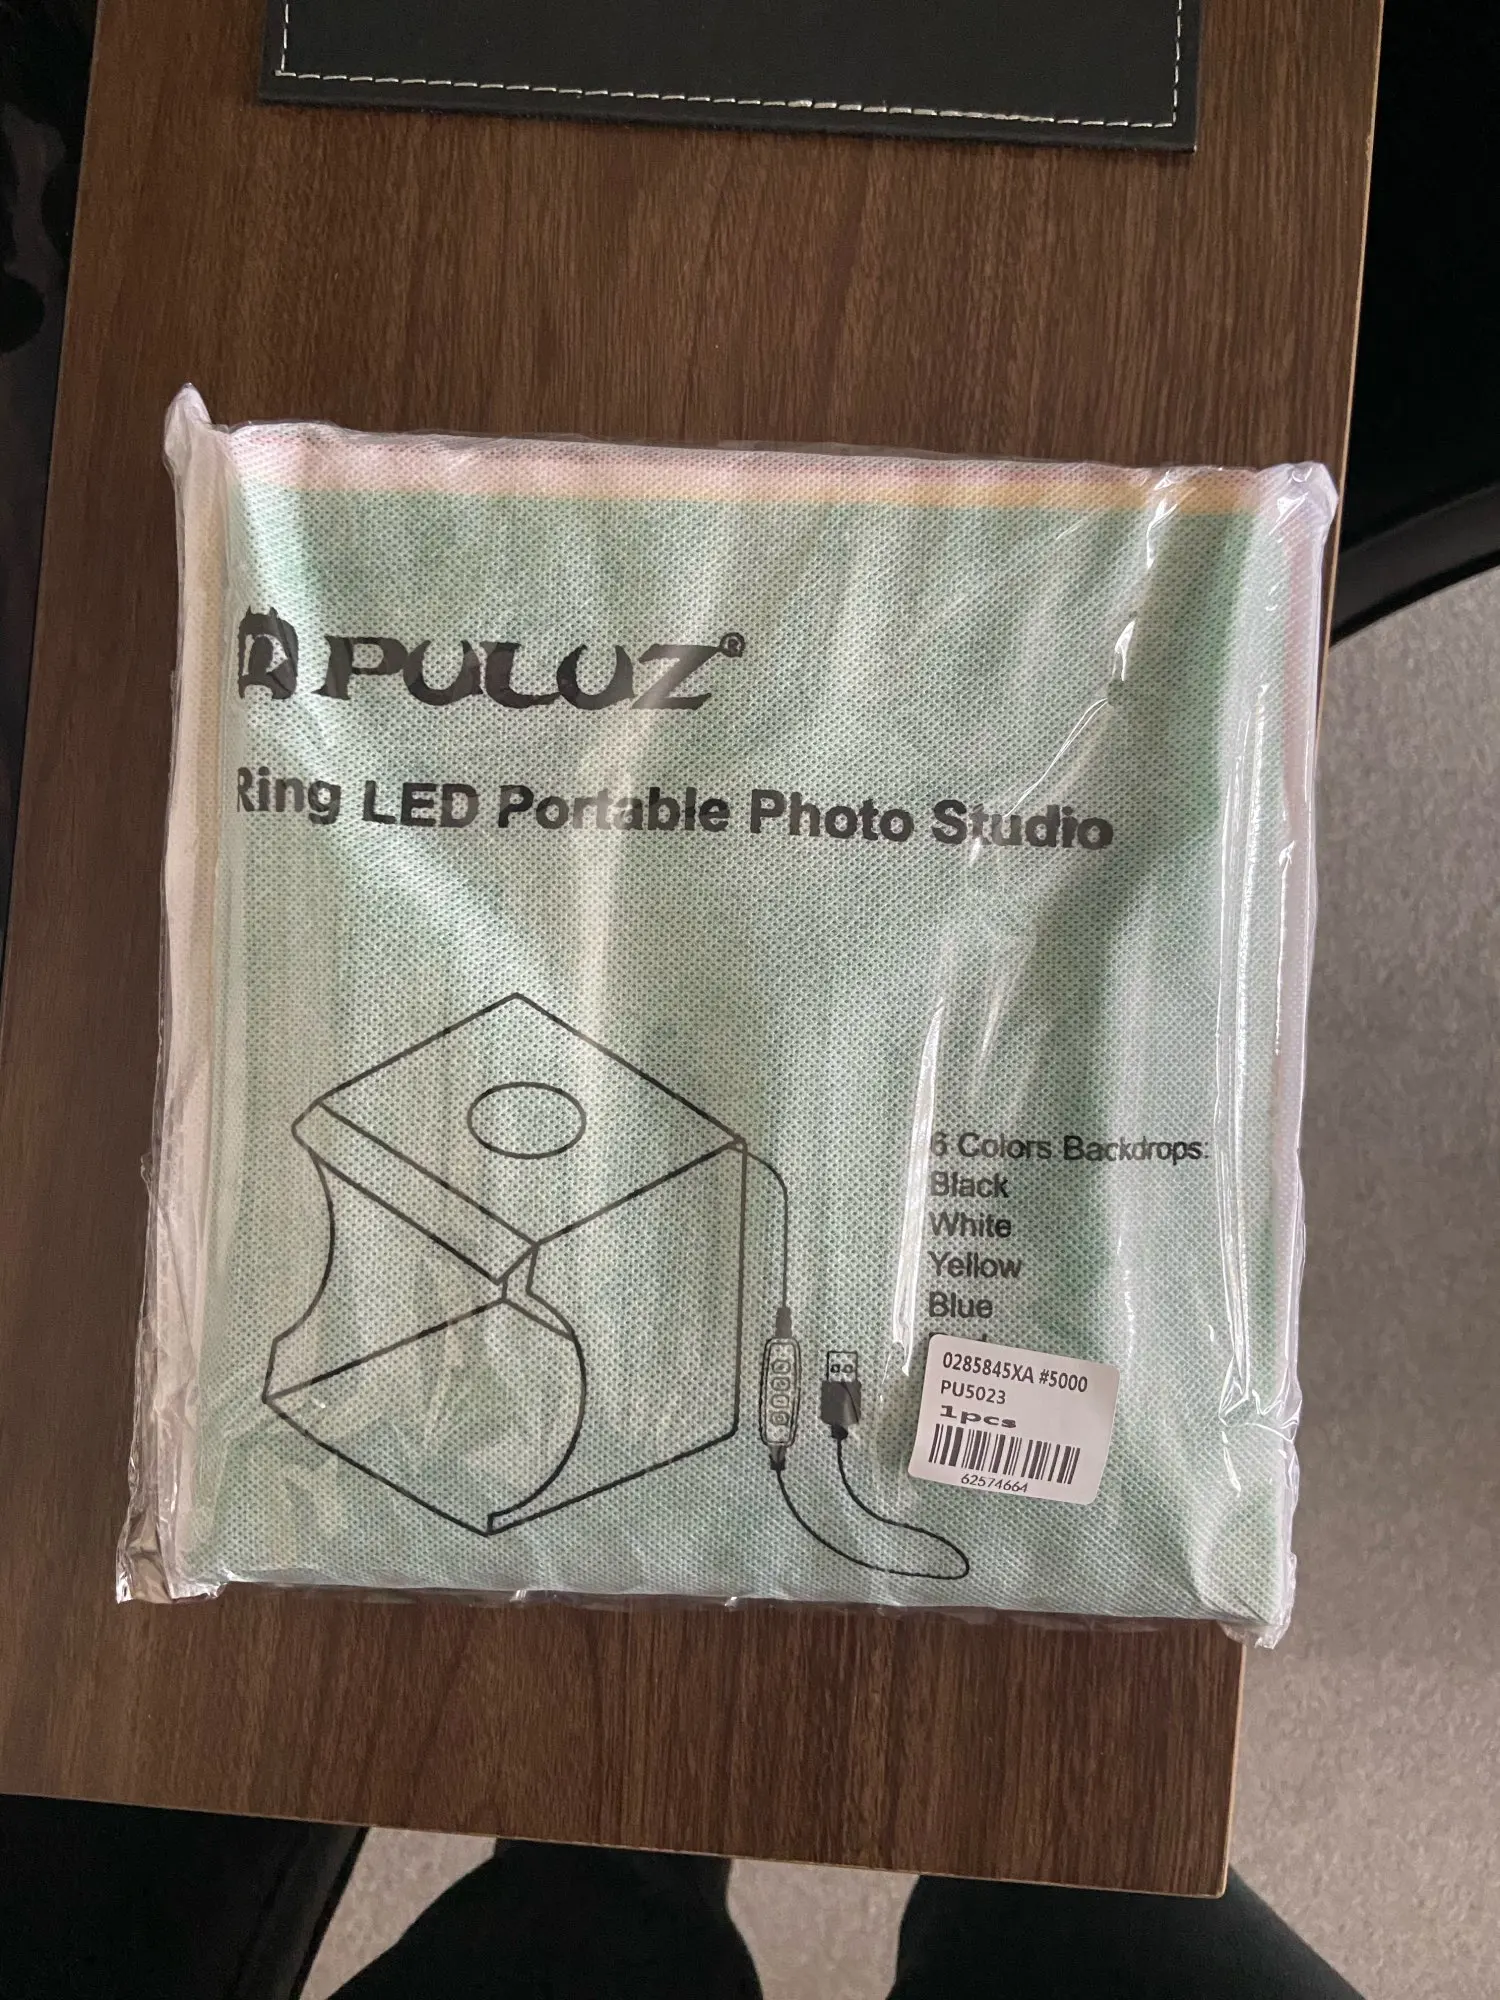 PULUZ®
Ring LED Portable Photo Studio
6 Colors Backdrops:
Black
White
Yellow
Blue
0285845XA #5000
PU5023
1pcs
62574664